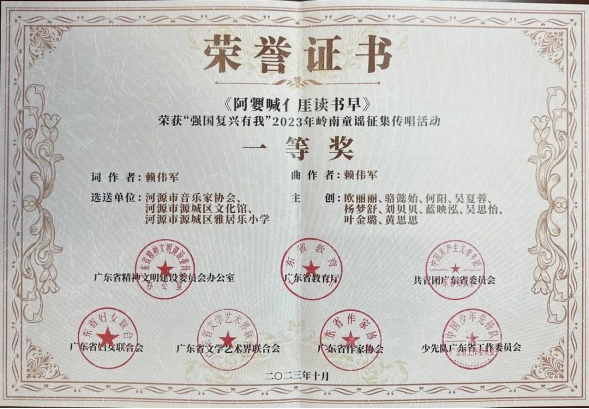 荣誉证书
《阿婴喊亻厓读书早》
荣获“强国复兴有我”2023年岭南童谣征集传唱活动
一等奖
词作者：赖伟军
曲作者：赖伟军
选送单位：河源市音乐家协会、
河源市源城区文化馆、
河源市源城区雅居乐小学
主创：欧丽丽、骆懿始、何阳、吴夏蓉、
杨梦舒、刘贝贝、蓝映泓、吴思怡、
叶金璐、黄思思
广东省精神文明建设委员会办公室
广东省教育厅
共青团广东省委员会
广东省妇女联合会
广东省文学艺术界联合会
广东省作家协会
少先队广东省工作委员会
二〇二三年十月